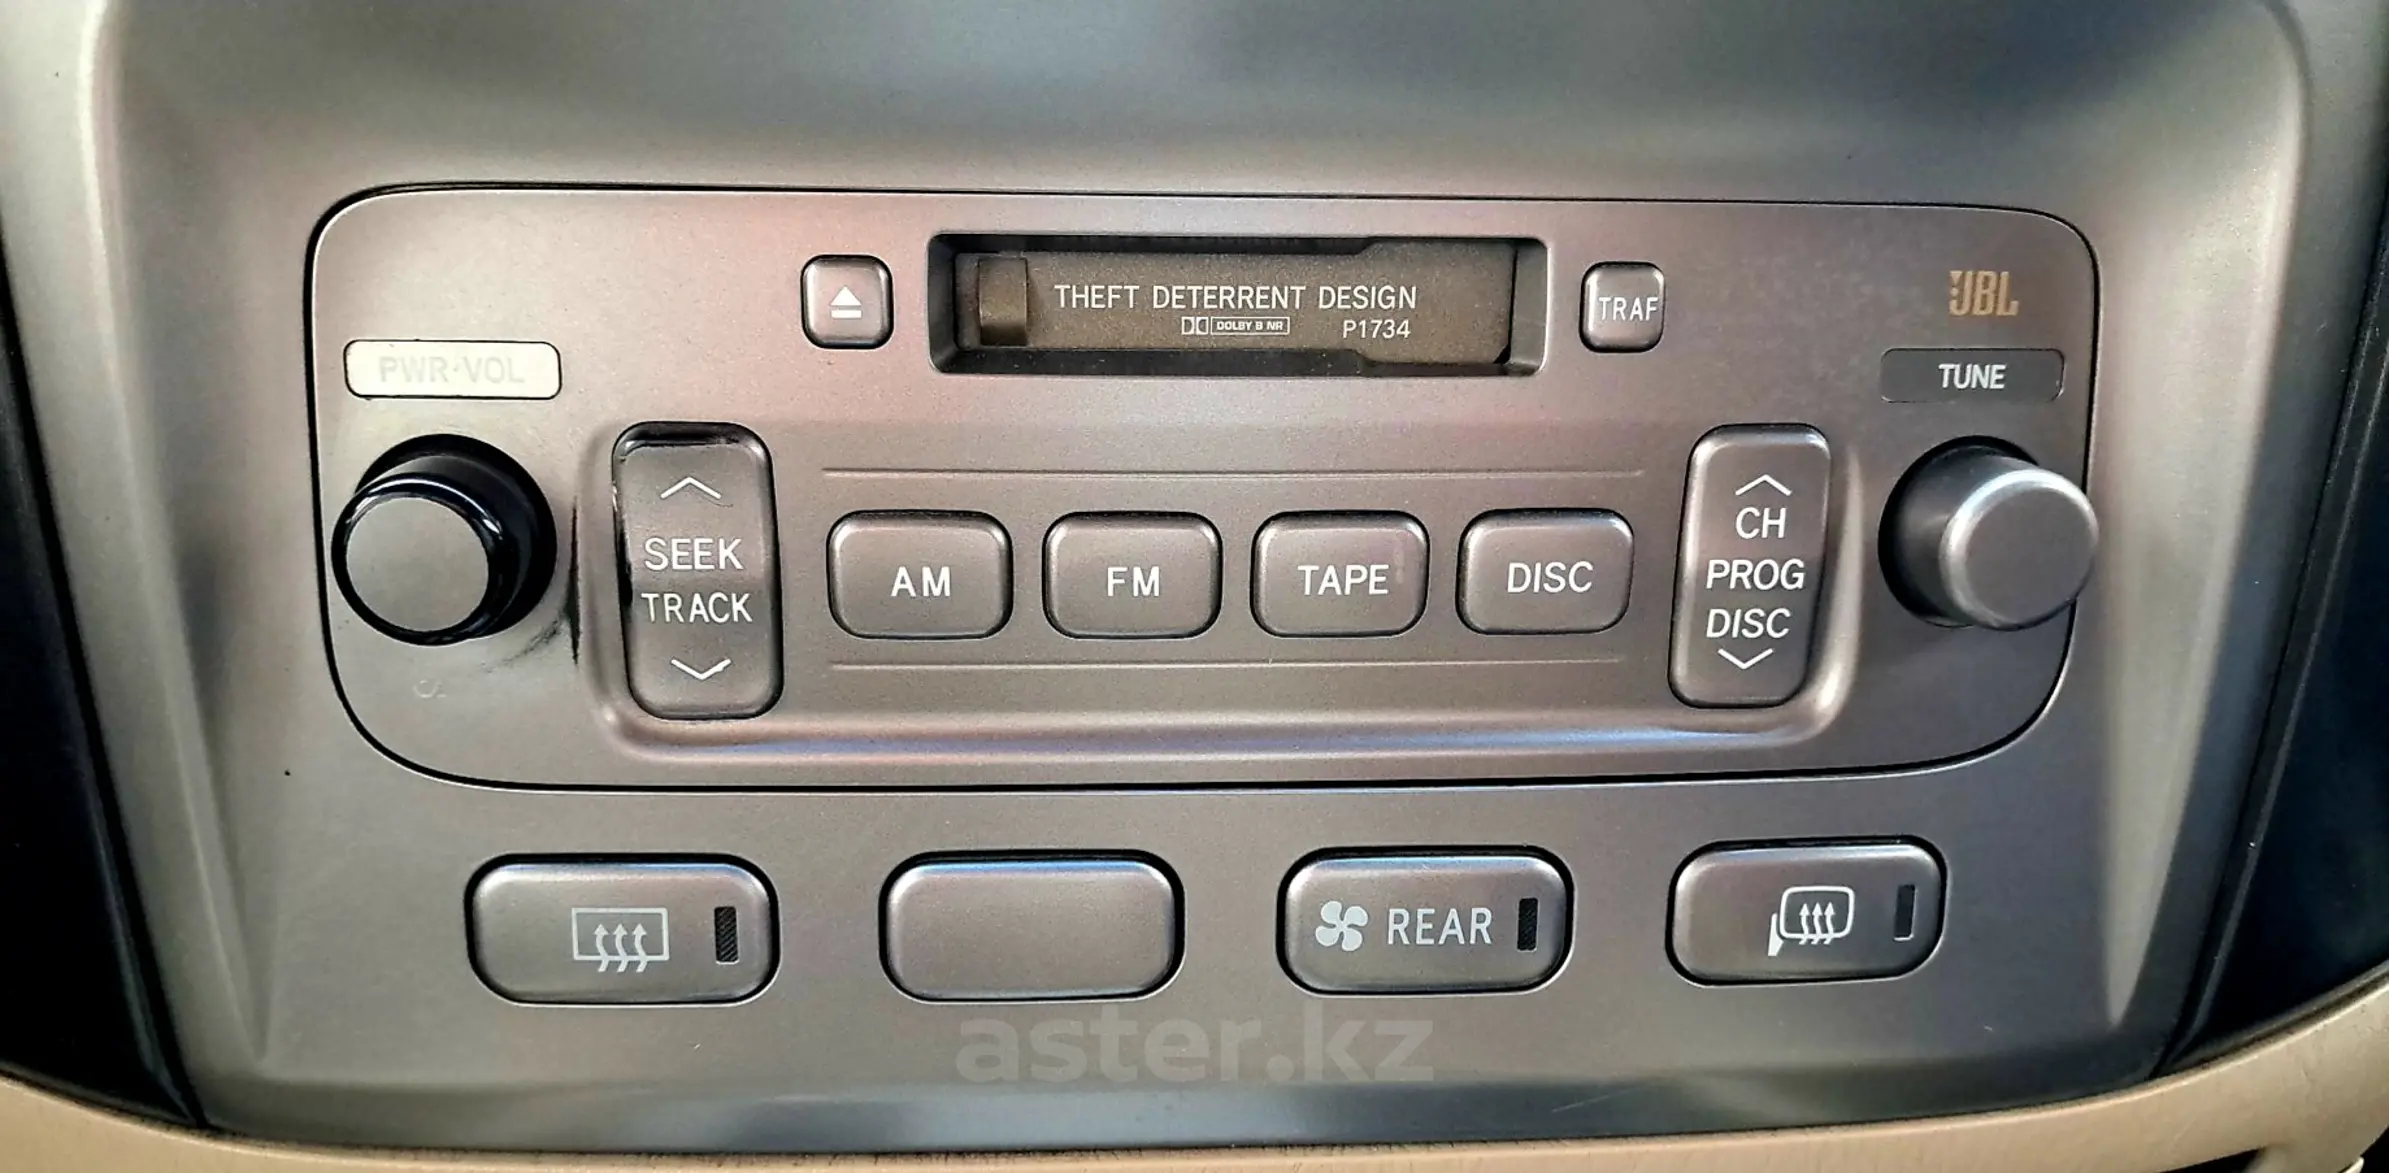 THEFT DETERRENT DESIGN
DOLBY B NR P1734
TRAF
JBL
PWR·VOL
TUNE
SEEK
TRACK
AM
FM
TAPE
DISC
CH
PROG
DISC
REAR
aster.kz